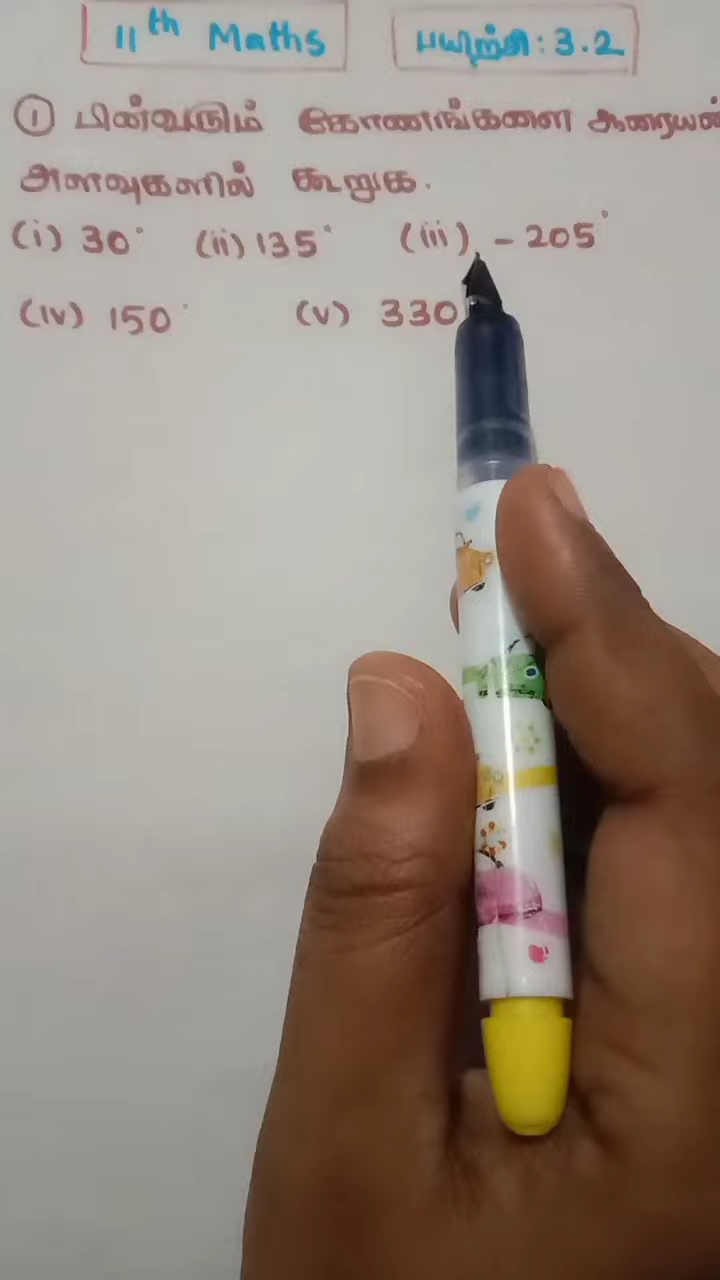 11th Maths பயிற்சி: 3.2
① பின்வரும் கோணங்களை ஆரையன்
அளவுகளில் கூறுக.
(i) 30° (ii) 135° (iii) - 205°
(iv) 150° (v) 330